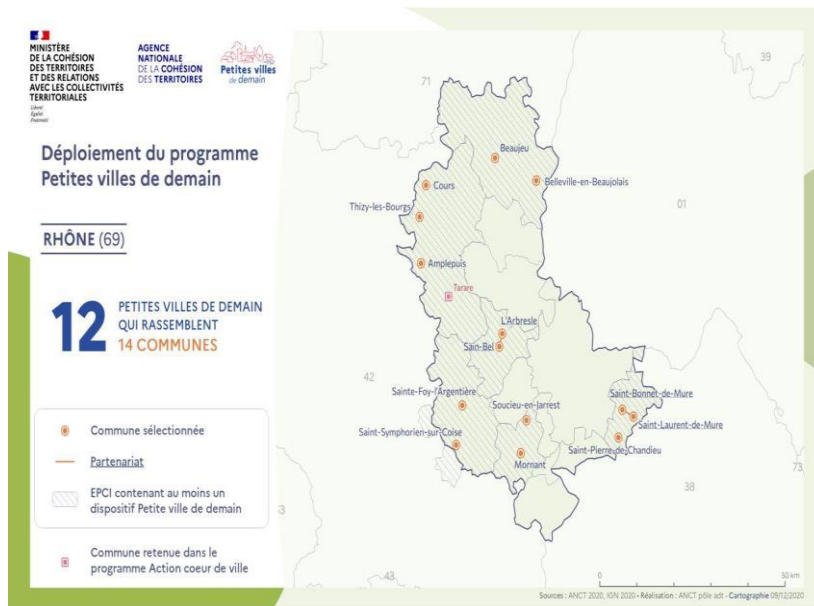 MINISTÈRE
DE LA COHÉSION
DES TERRITOIRES
ET DES RELATIONS
AVEC LES COLLECTIVITÉS
TERRITORIALES
Liberté
Égalité
Fraternité
AGENCE
NATIONALE
DE LA COHÉSION
DES TERRITOIRES
Petites villes
de demain
Déploiement du programme
Petites villes de demain
RHÔNE (69)
12
PETITES VILLES DE DEMAIN
QUI RASSEMBLENT
14 COMMUNES
Commune sélectionnée
Partenariat
EPCI contenant au moins un
dispositif Petite ville de demain
Commune retenue dans le
programme Action coeur de ville
39
71
Beaujeu
Belleville-en-Beaujolais
Cours
01
Thizy-les-Bourgs
Amplepuis
Tarare
L'Arbresle
Sain-Bel
42
Sainte-Foy-l'Argentière
Soucieu-en-Jarrest
Saint-Bonnet-de-Mure
Saint-Laurent-de-Mure
Saint-Symphorien-sur-Coise
Saint-Pierre-de-Chandieu
Mornant
73
38
43
0
50 km
Sources : ANCT 2020, IGN 2020 - Réalisation : ANCT pôle adt - Cartographie 09/12/2020